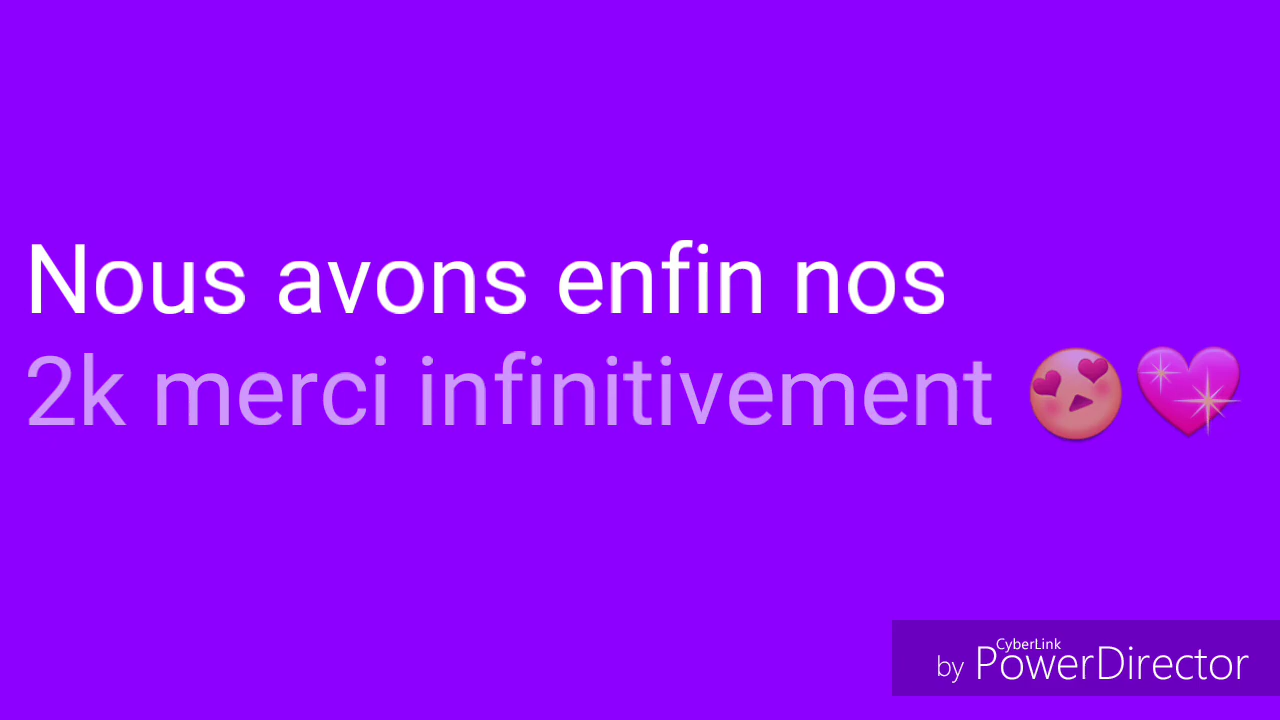 Nous avons enfin nos
2k merci infinitivement 😍💖
CyberLink
by PowerDirector